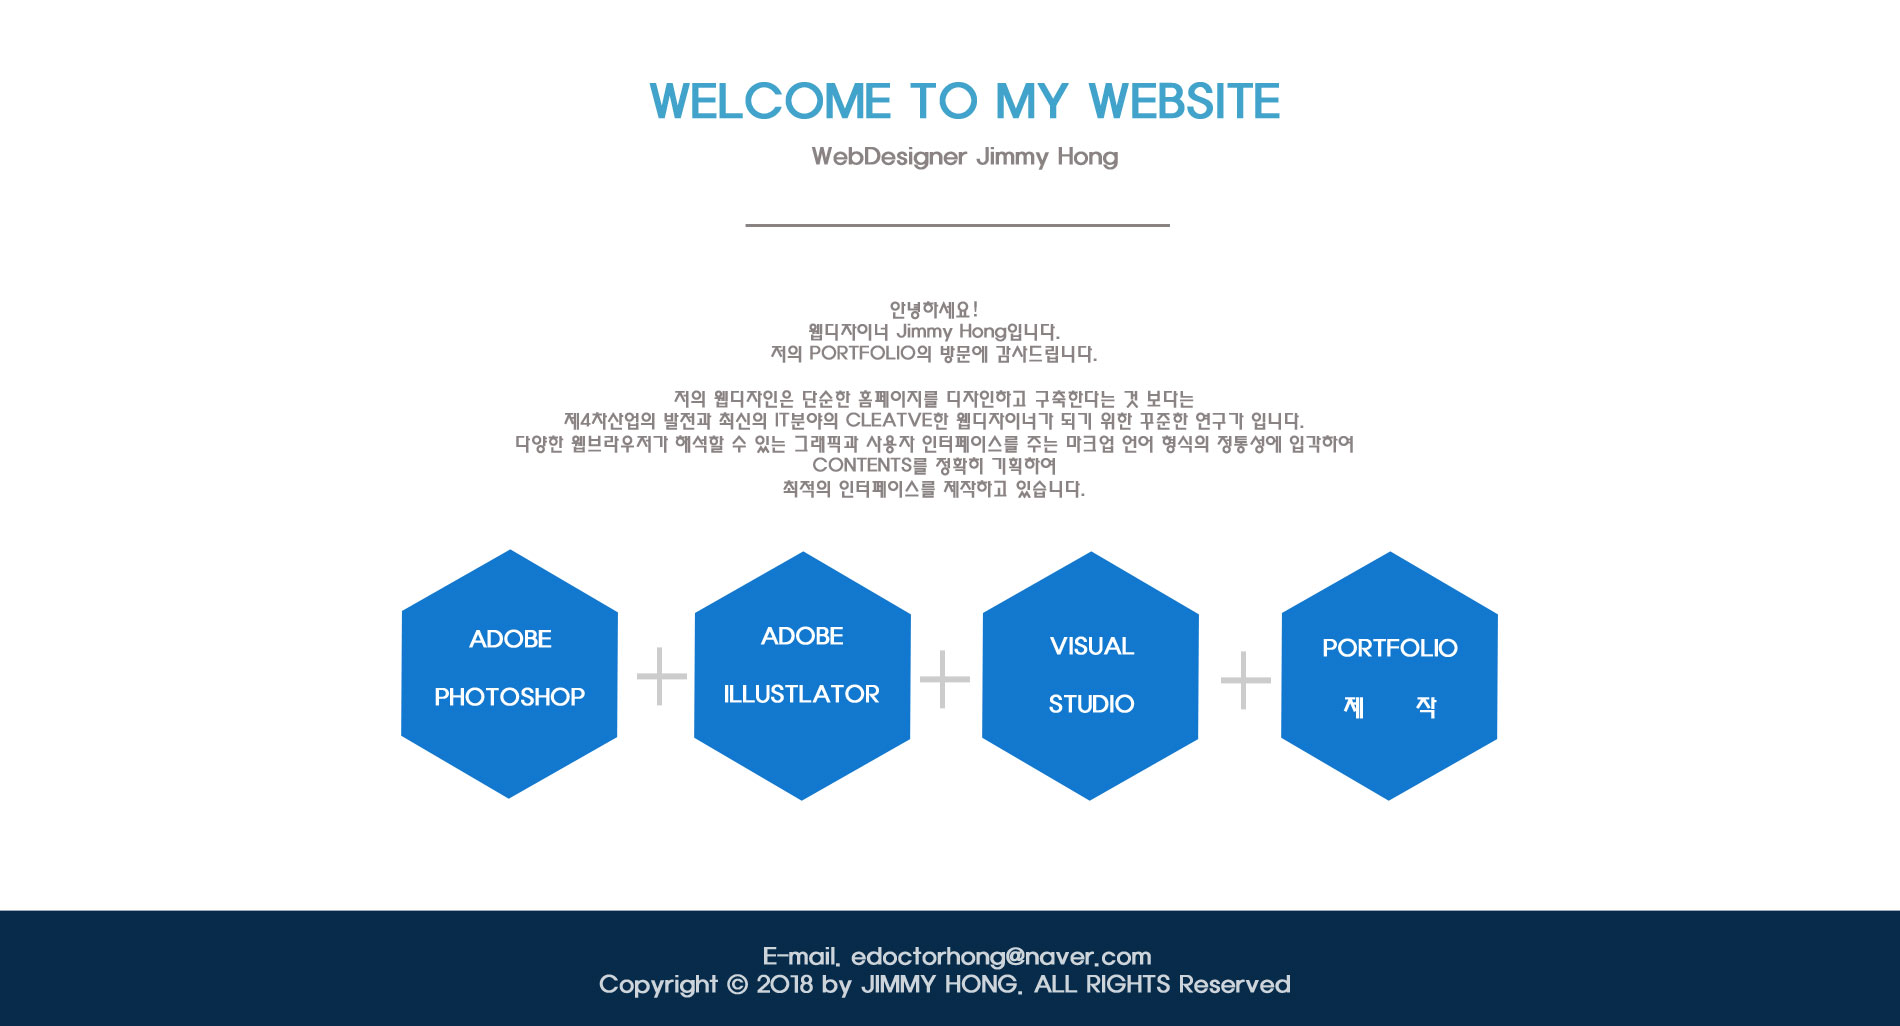 WELCOME TO MY WEBSITE
WebDesigner Jimmy Hong
안녕하세요!
웹디자이너 Jimmy Hong입니다.
저의 PORTFOLIO의 방문에 감사드립니다.
저의 웹디자인은 단순한 홈페이지를 디자인하고 구축한다는 것 보다는
제4차산업의 발전과 최신의 IT분야의 CLEATVE한 웹디자이너가 되기 위한 꾸준한 연구가 입니다.
다양한 웹브라우저가 해석할 수 있는 그래픽과 사용자 인터페이스를 주는 마크업 언어 형식의 정통성에 입각하여
CONTENTS를 정확히 기획하여
최적의 인터페이스를 제작하고 있습니다.
ADOBE
PHOTOSHOP
ADOBE
ILLUSTLATOR
VISUAL
STUDIO
PORTFOLIO
제 작
E-mail. edoctorhong@naver.com
Copyright © 2018 by JIMMY HONG. ALL RIGHTS Reserved